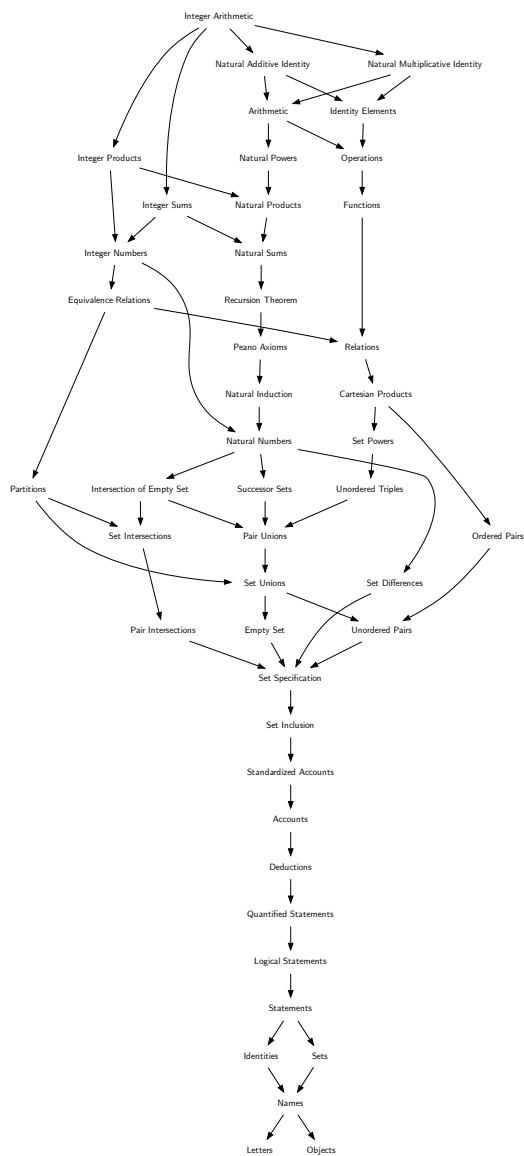 Integer Arithmetic
Natural Additive Identity
Natural Multiplicative Identity
Arithmetic
Identity Elements
Integer Products
Natural Powers
Operations
Integer Sums
Natural Products
Functions
Integer Numbers
Natural Sums
Equivalence Relations
Recursion Theorem
Peano Axioms
Relations
Natural Induction
Cartesian Products
Natural Numbers
Set Powers
Partitions
Intersection of Empty Set
Successor Sets
Unordered Triples
Set Intersections
Pair Unions
Ordered Pairs
Set Unions
Set Differences
Pair Intersections
Empty Set
Unordered Pairs
Set Specification
Set Inclusion
Standardized Accounts
Accounts
Deductions
Quantified Statements
Logical Statements
Statements
Identities
Sets
Names
Letters
Objects